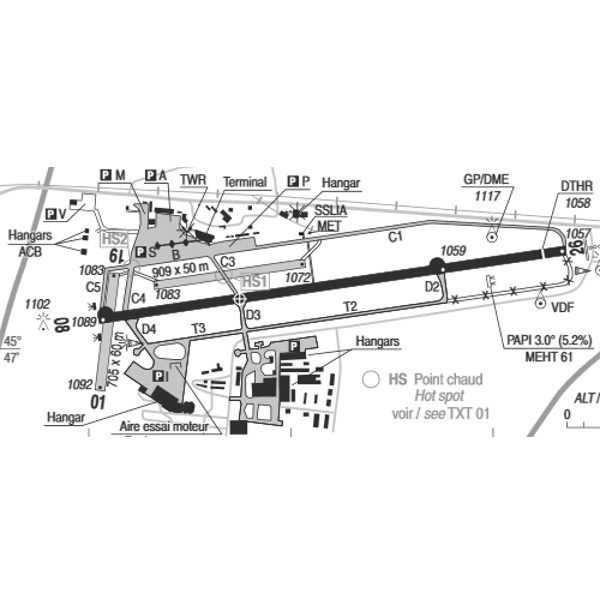 P M
P A
TWR
Terminal
P P
Hangar
GP/DME
1117
DTHR
1058
P V
SSLIA
MET
Hangars
ACB
HS2
19
P S
B
C3
C1
1059
1057
26
1083
909 x 50 m
1083
HS1
1072
C5
C4
D2
1102
80
1089
D3
T2
VDF
45°
47'
D4
T3
705 x 60 m
P
Hangars
PAPI 3.0° (5.2%)
MEHT 61
1092
P I
HS Point chaud
Hot spot
voir / see TXT 01
01
Hangar
Aire essai moteur
ALT /
0